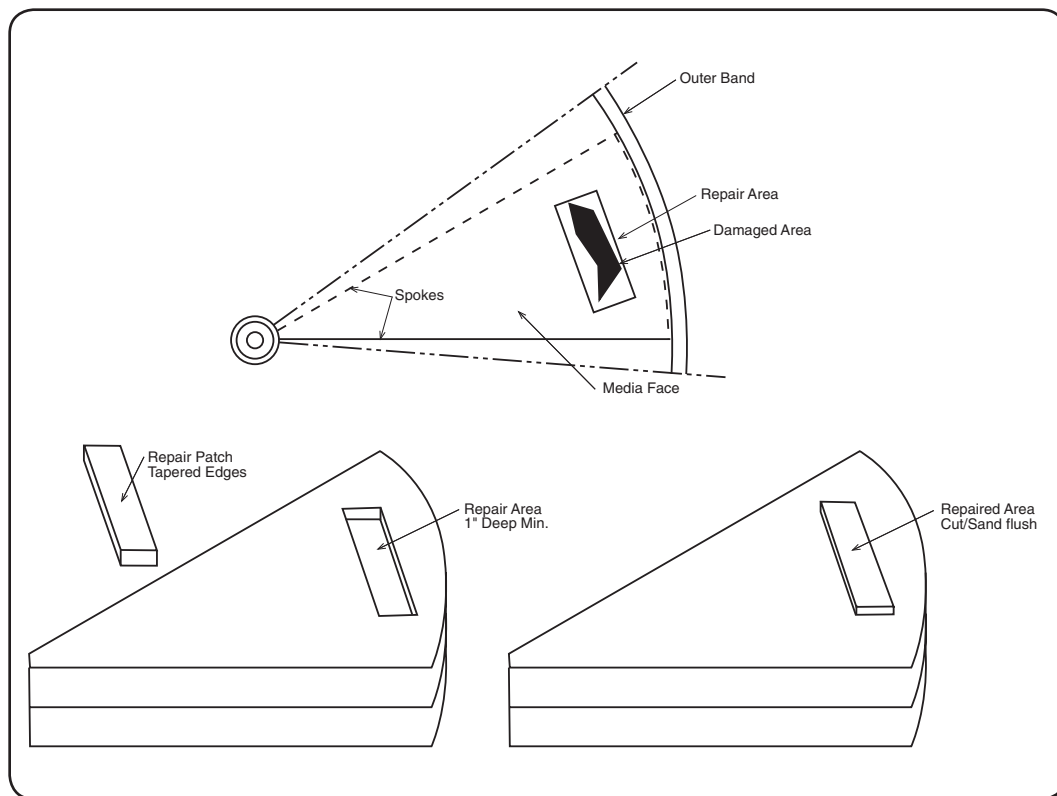 Outer Band
Repair Area
Damaged Area
Spokes
Media Face
Repair Patch
Tapered Edges
Repair Area
1" Deep Min.
Repaired Area
Cut/Sand flush